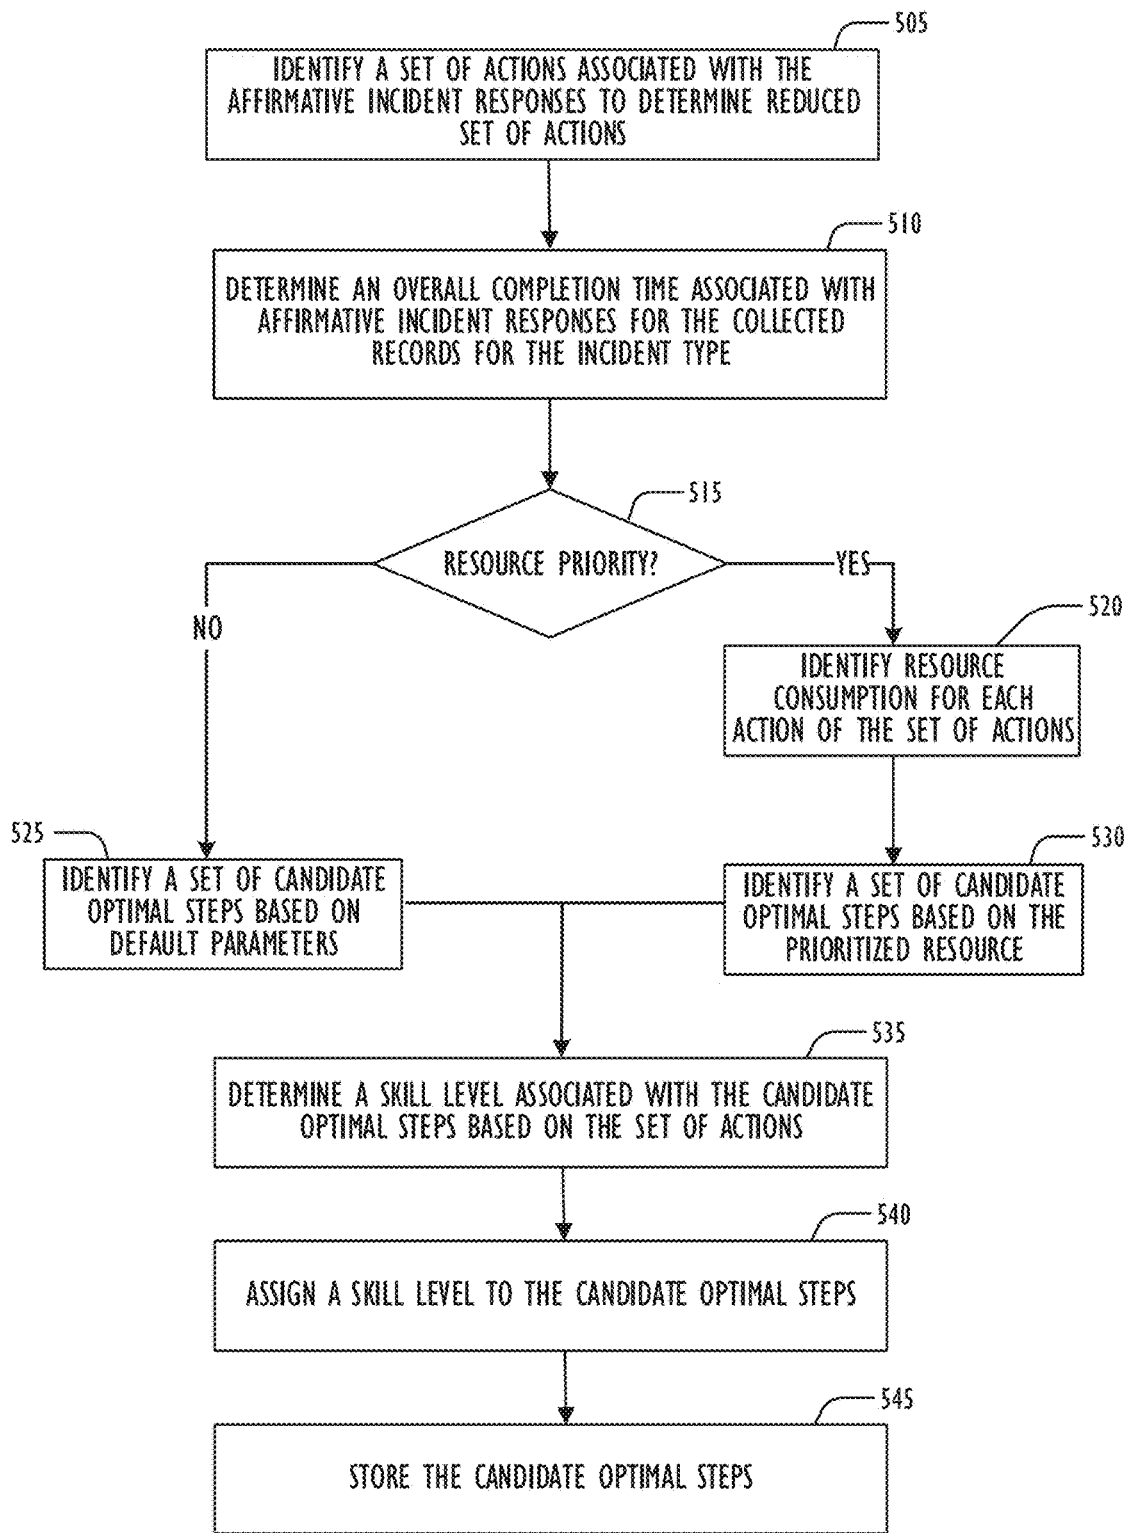 505
IDENTIFY A SET OF ACTIONS ASSOCIATED WITH THE
AFFIRMATIVE INCIDENT RESPONSES TO DETERMINE REDUCED
SET OF ACTIONS
510
DETERMINE AN OVERALL COMPLETION TIME ASSOCIATED WITH
AFFIRMATIVE INCIDENT RESPONSES FOR THE COLLECTED
RECORDS FOR THE INCIDENT TYPE
515
RESOURCE PRIORITY?
YES
NO
520
IDENTIFY RESOURCE
CONSUMPTION FOR EACH
ACTION OF THE SET OF ACTIONS
525
IDENTIFY A SET OF CANDIDATE
OPTIMAL STEPS BASED ON
DEFAULT PARAMETERS
530
IDENTIFY A SET OF CANDIDATE
OPTIMAL STEPS BASED ON THE
PRIORITIZED RESOURCE
535
DETERMINE A SKILL LEVEL ASSOCIATED WITH THE CANDIDATE
OPTIMAL STEPS BASED ON THE SET OF ACTIONS
540
ASSIGN A SKILL LEVEL TO THE CANDIDATE OPTIMAL STEPS
545
STORE THE CANDIDATE OPTIMAL STEPS